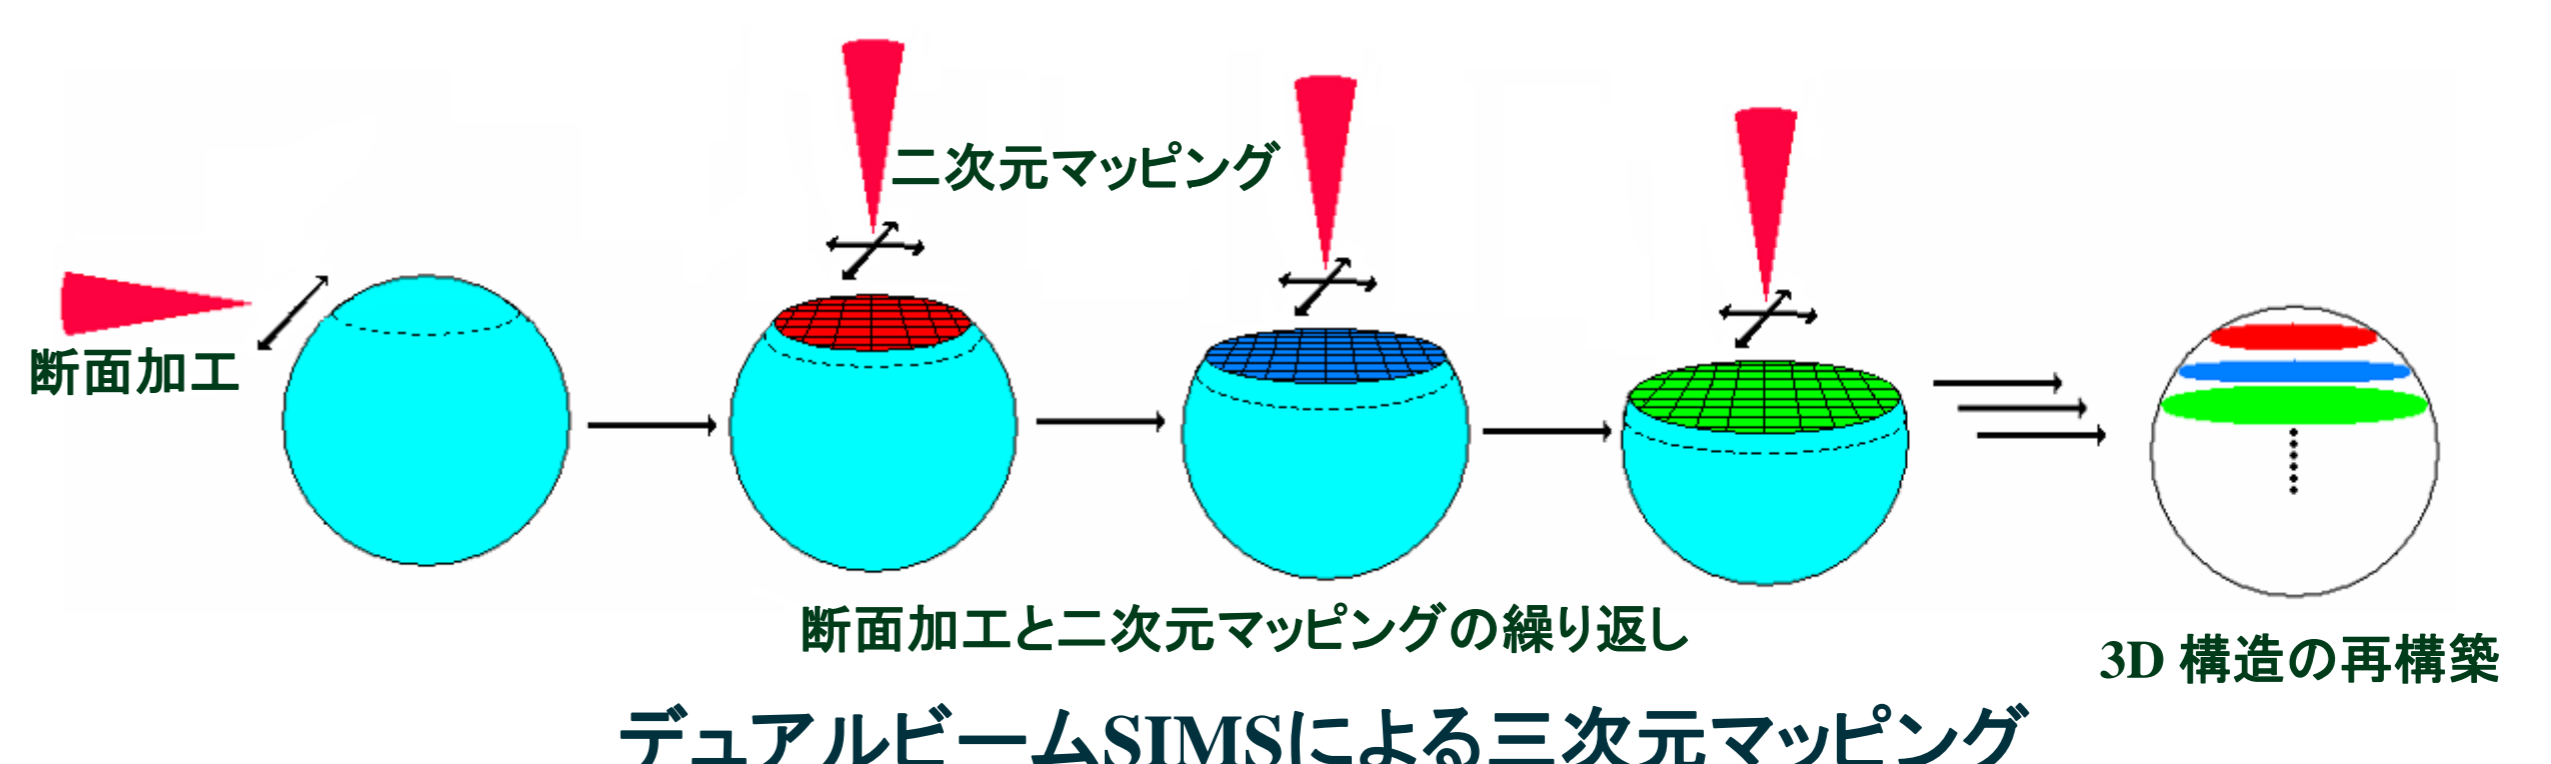 二次元マッピング
断面加工
断面加工と二次元マッピングの繰り返し
3D 構造の再構築
デュアルビームSIMSによる三次元マッピング